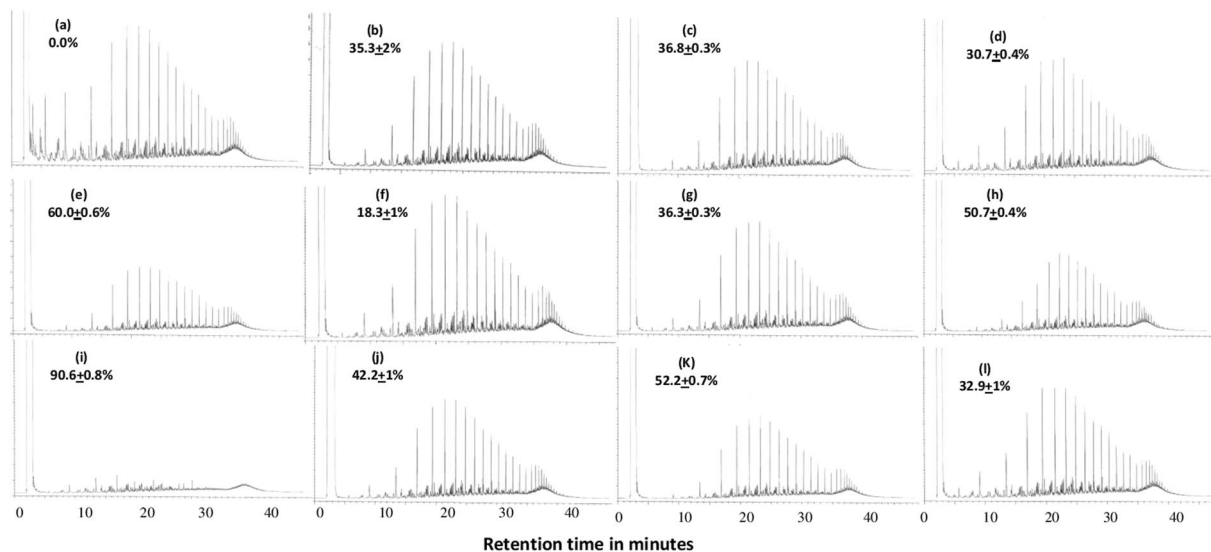 (a)
0.0%
(b)
35.3±2%
(c)
36.8±0.3%
(d)
30.7±0.4%
(e)
60.0±0.6%
(f)
18.3±1%
(g)
36.3±0.3%
(h)
50.7±0.4%
(i)
90.6±0.8%
(j)
42.2±1%
(K)
52.2±0.7%
(l)
32.9±1%
0 10 20 30 40 0 10 20 30 40 0 10 20 30 40 0 10 20 30 40
Retention time in minutes